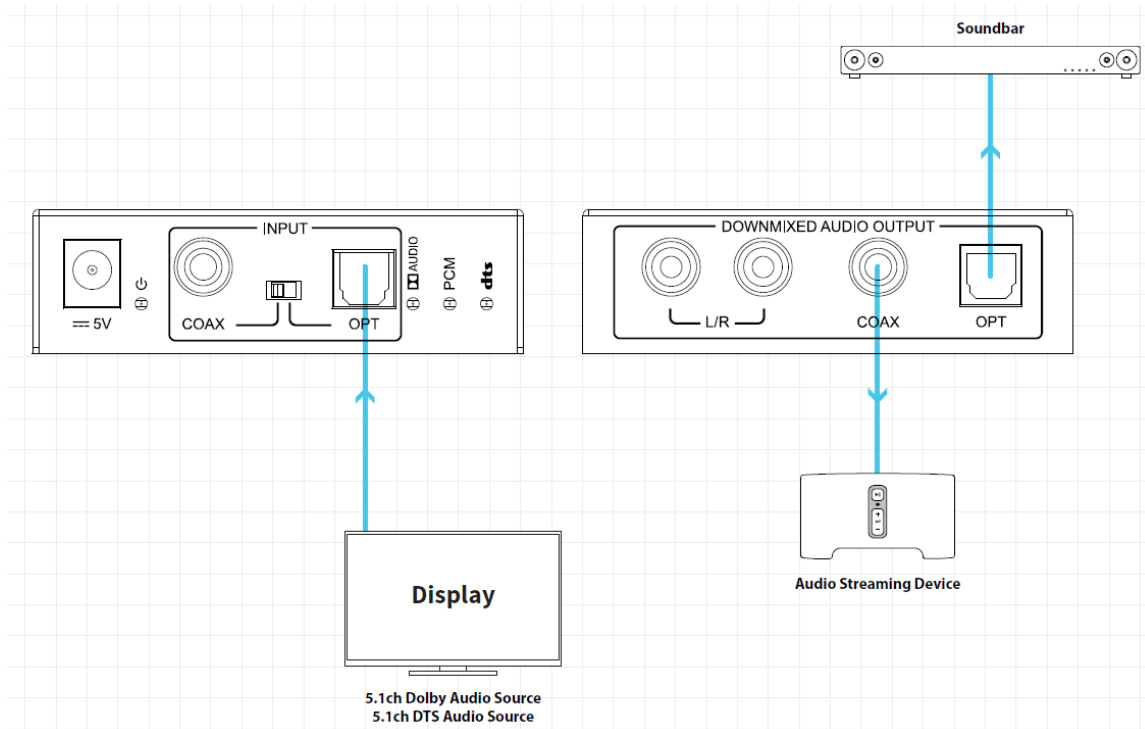 Soundbar
INPUT
5V
COAX
OPT
AUDIO
PCM
dts
DOWNMIXED AUDIO OUTPUT
L/R
COAX
OPT
Display
5.1ch Dolby Audio Source
5.1ch DTS Audio Source
Audio Streaming Device